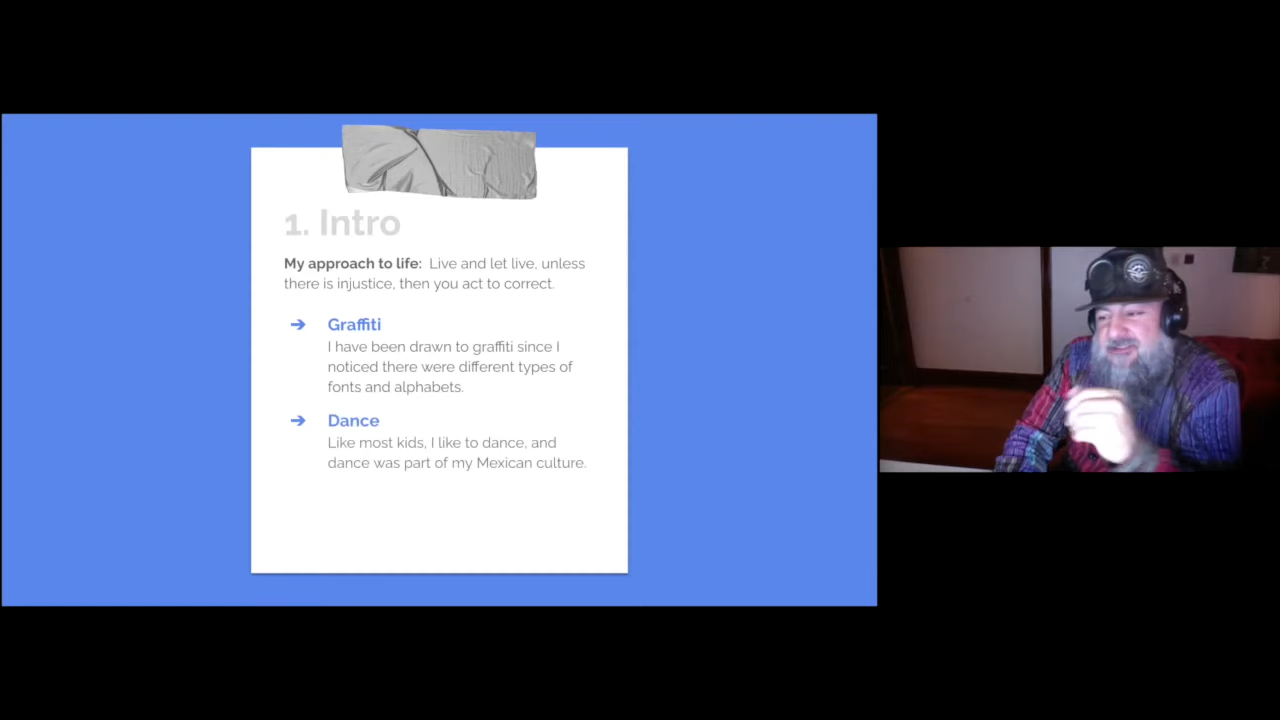 1. Intro
My approach to life: Live and let live, unless
there is injustice, then you act to correct.
➔ Graffiti
I have been drawn to graffiti since I
noticed there were different types of
fonts and alphabets.
➔ Dance
Like most kids, I like to dance, and
dance was part of my Mexican culture.